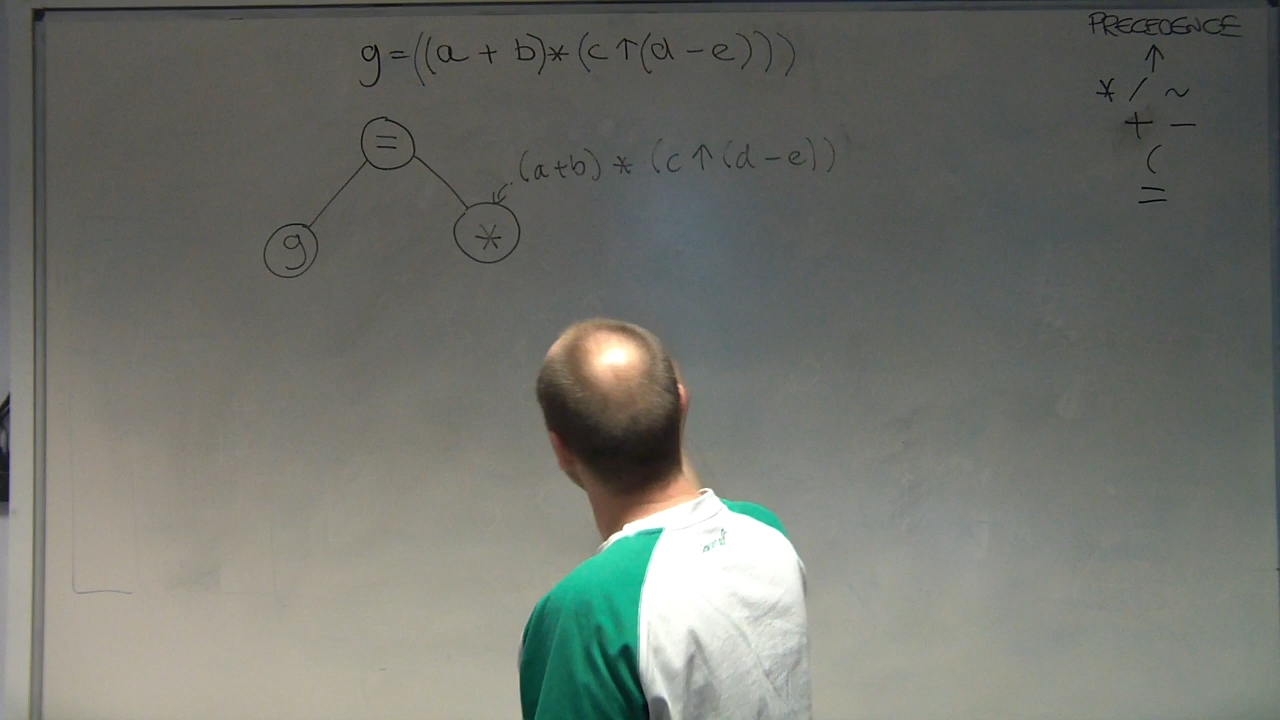 g=((a + b)*(c↑(d-e)))
PRECEDENCE
↑
* / ~
+ -
(
=
=
(a+b) * (c↑(d-e))
g
*